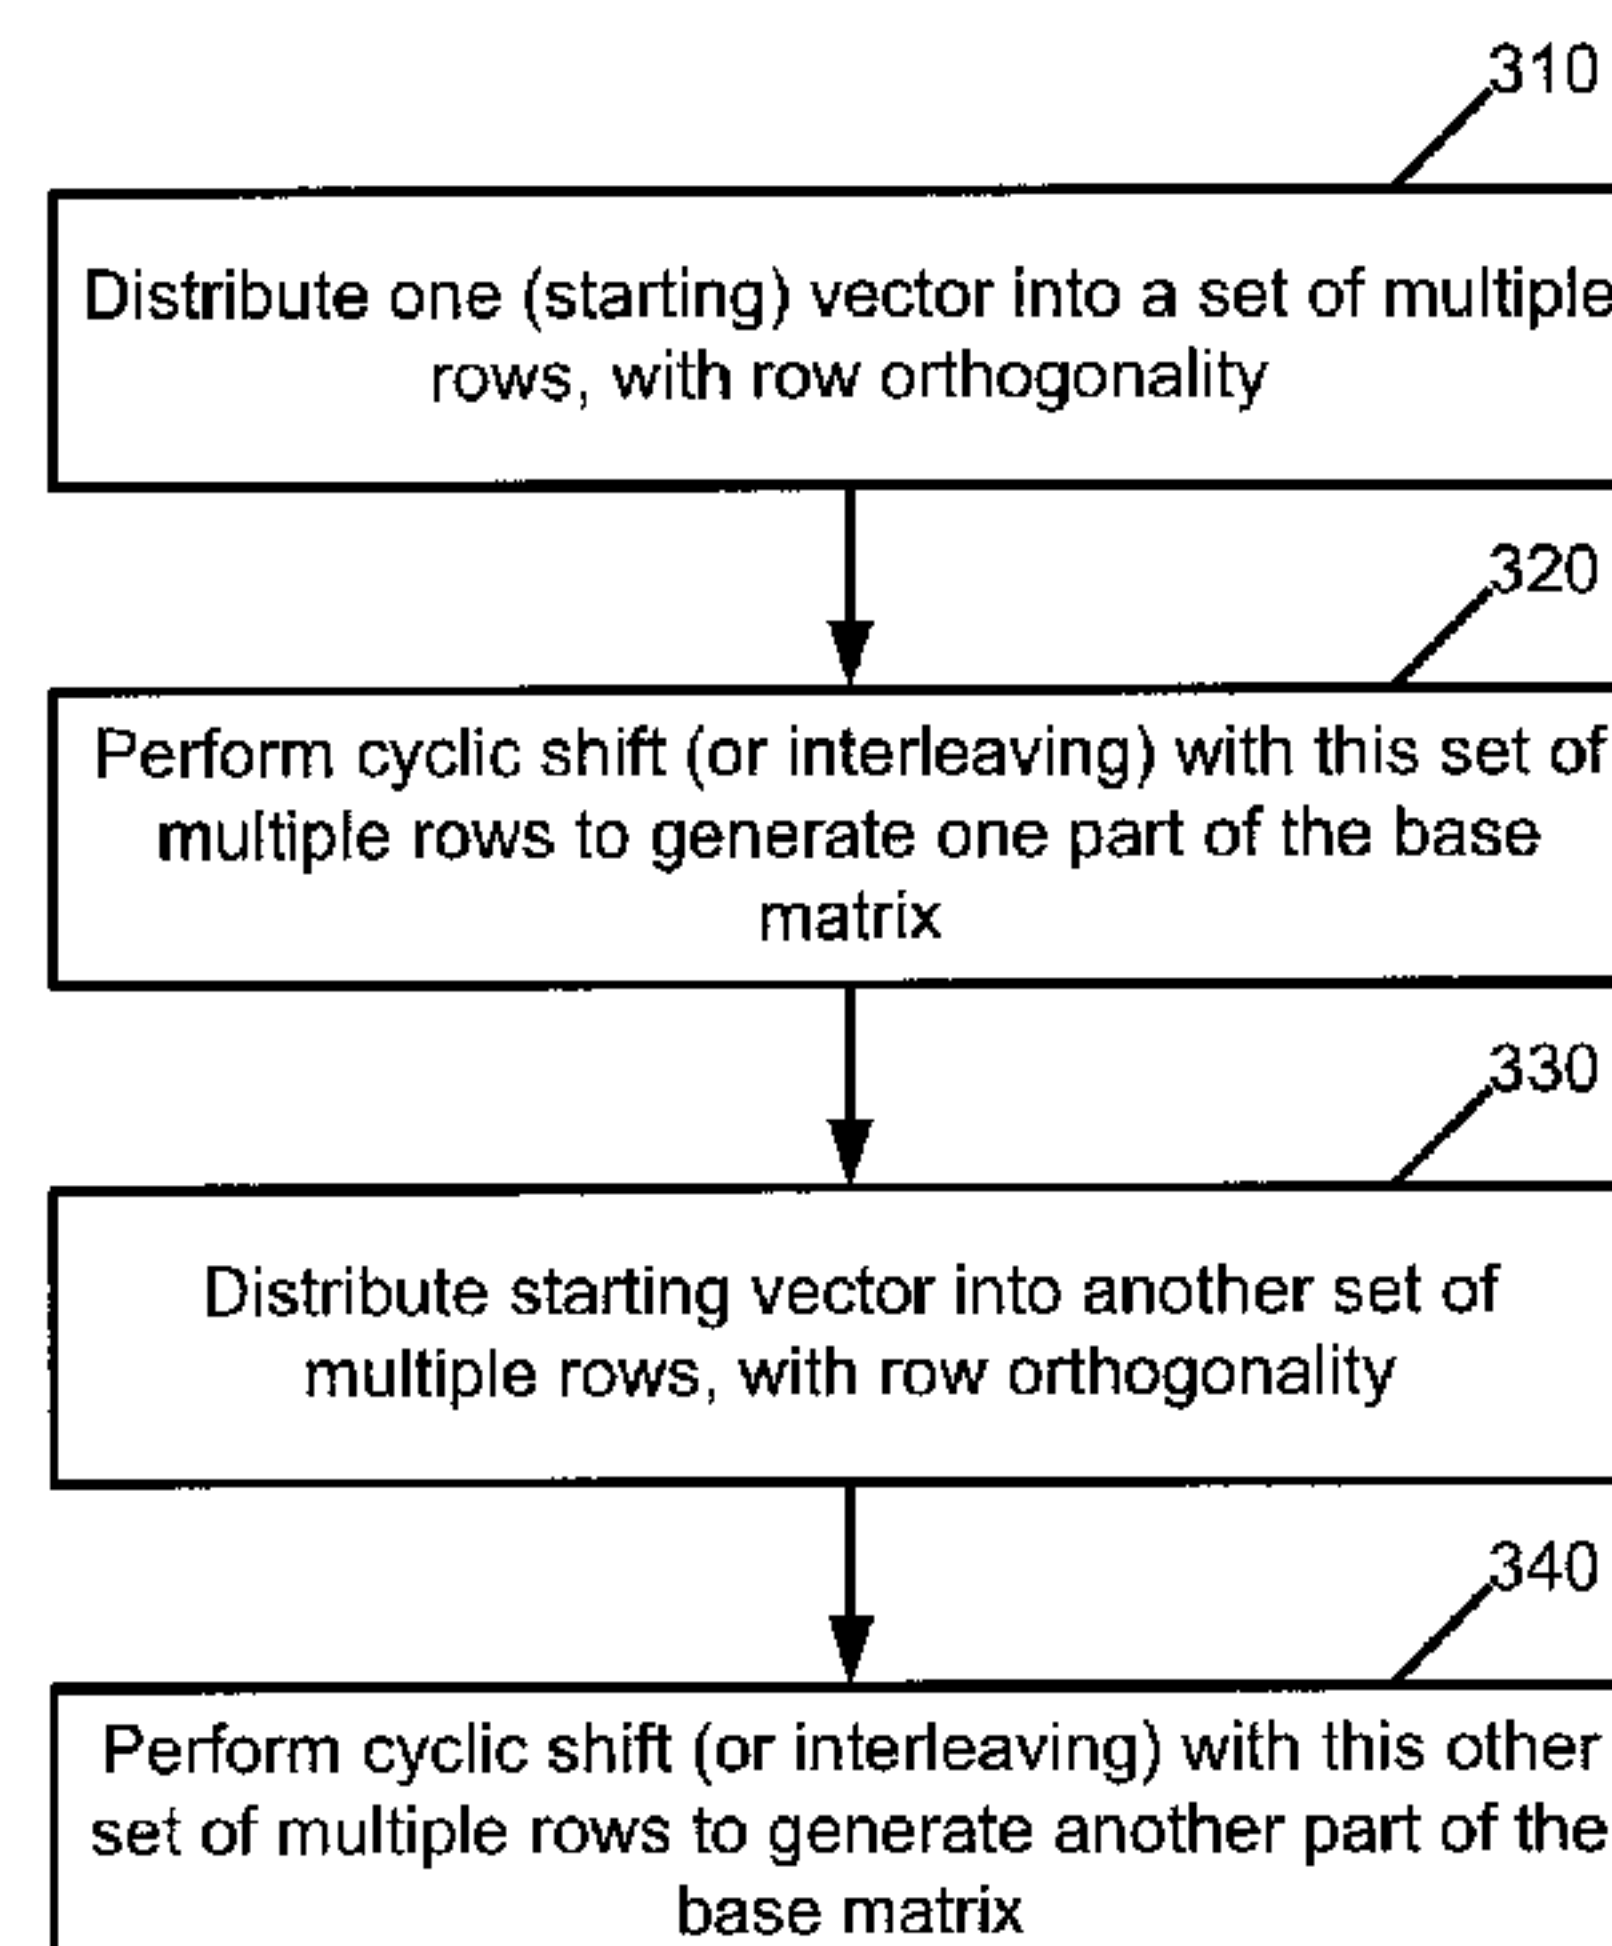 310
Distribute one (starting) vector into a set of multiple
rows, with row orthogonality
320
Perform cyclic shift (or interleaving) with this set of
multiple rows to generate one part of the base
matrix
330
Distribute starting vector into another set of
multiple rows, with row orthogonality
340
Perform cyclic shift (or interleaving) with this other
set of multiple rows to generate another part of the
base matrix